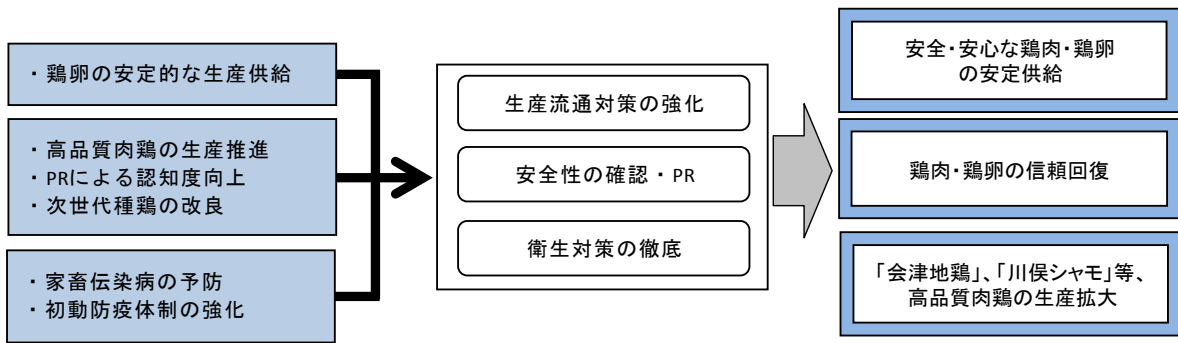 ・鶏卵の安定的な生産供給
・高品質肉鶏の生産推進
・PRによる認知度向上
・次世代種鶏の改良
・家畜伝染病の予防
・初動防疫体制の強化
生産流通対策の強化
安全性の確認・PR
衛生対策の徹底
安全・安心な鶏肉・鶏卵
の安定供給
鶏肉・鶏卵の信頼回復
「会津地鶏」、「川俣シャモ」等、
高品質肉鶏の生産拡大